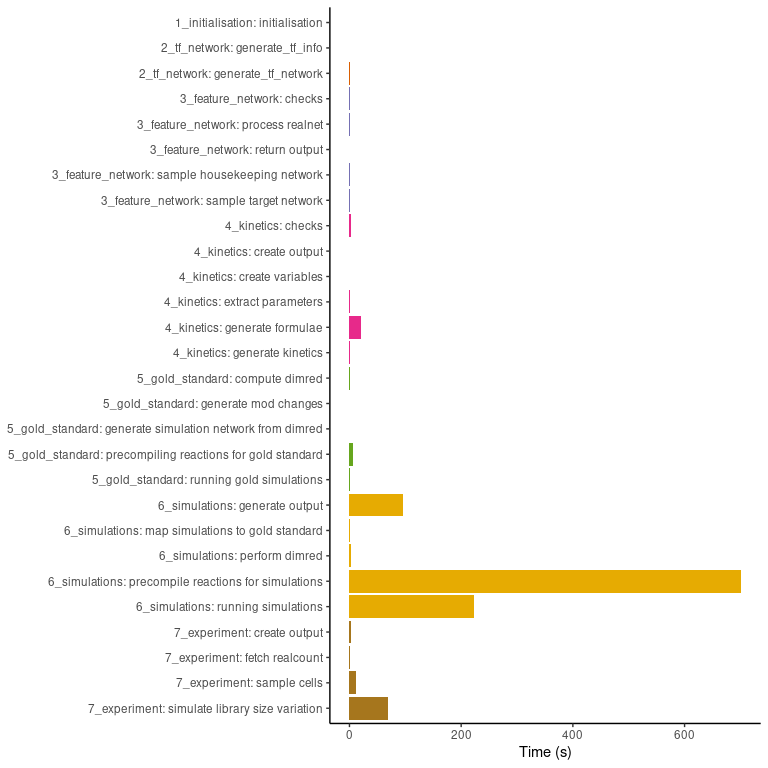 1_initialisation: initialisation
2_tf_network: generate_tf_info
2_tf_network: generate_tf_network
3_feature_network: checks
3_feature_network: process realnet
3_feature_network: return output
3_feature_network: sample housekeeping network
3_feature_network: sample target network
4_kinetics: checks
4_kinetics: create output
4_kinetics: create variables
4_kinetics: extract parameters
4_kinetics: generate formulae
4_kinetics: generate kinetics
5_gold_standard: compute dimred
5_gold_standard: generate mod changes
5_gold_standard: generate simulation network from dimred
5_gold_standard: precompiling reactions for gold standard
5_gold_standard: running gold simulations
6_simulations: generate output
6_simulations: map simulations to gold standard
6_simulations: perform dimred
6_simulations: precompile reactions for simulations
6_simulations: running simulations
7_experiment: create output
7_experiment: fetch realcount
7_experiment: sample cells
7_experiment: simulate library size variation
0 200 400 600
Time (s)